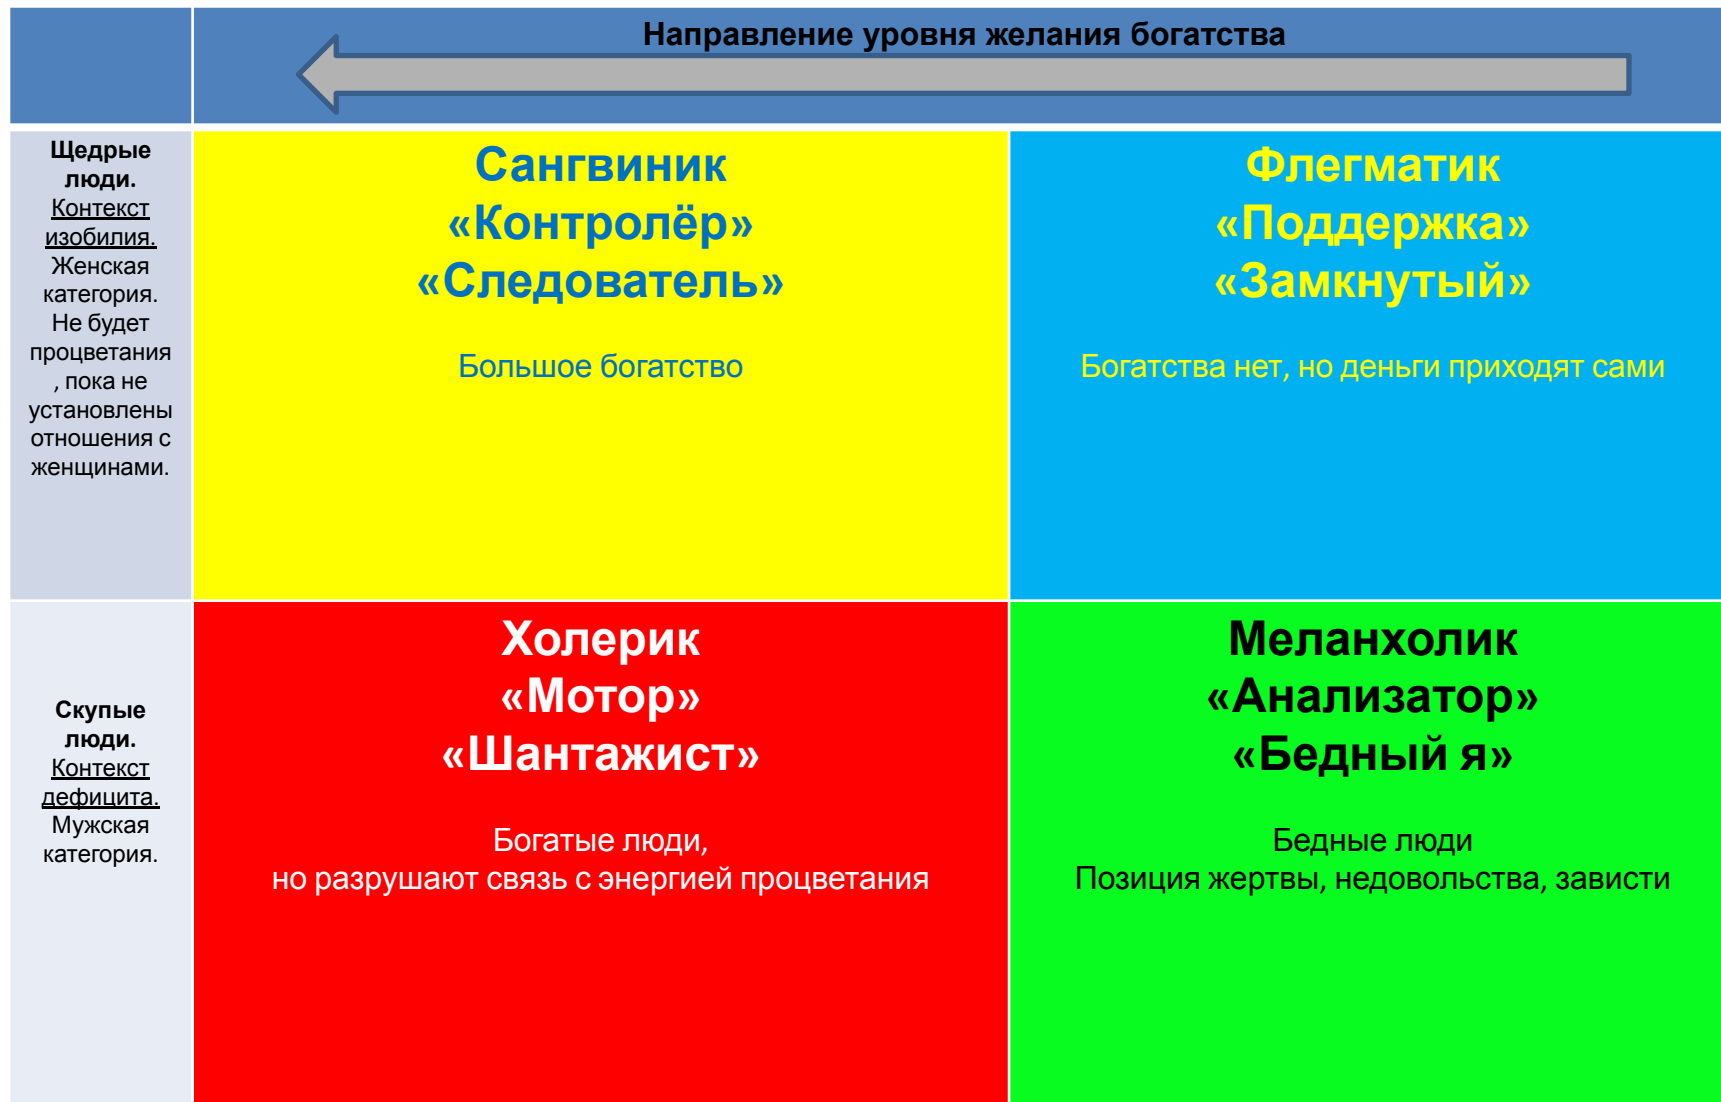 Направление уровня желания богатства
Щедрые
люди.
Контекст
изобилия.
Женская
категория.
Не будет
процветания
, пока не
установлены
отношения с
женщинами.
Сангвиник
«Контролёр»
«Следователь»
Большое богатство
Флегматик
«Поддержка»
«Замкнутый»
Богатства нет, но деньги приходят сами
Скупые
люди.
Контекст
дефицита.
Мужская
категория.
Холерик
«Мотор»
«Шантажист»
Богатые люди,
но разрушают связь с энергией процветания
Меланхолик
«Анализатор»
«Бедный я»
Бедные люди
Позиция жертвы, недовольства, зависти